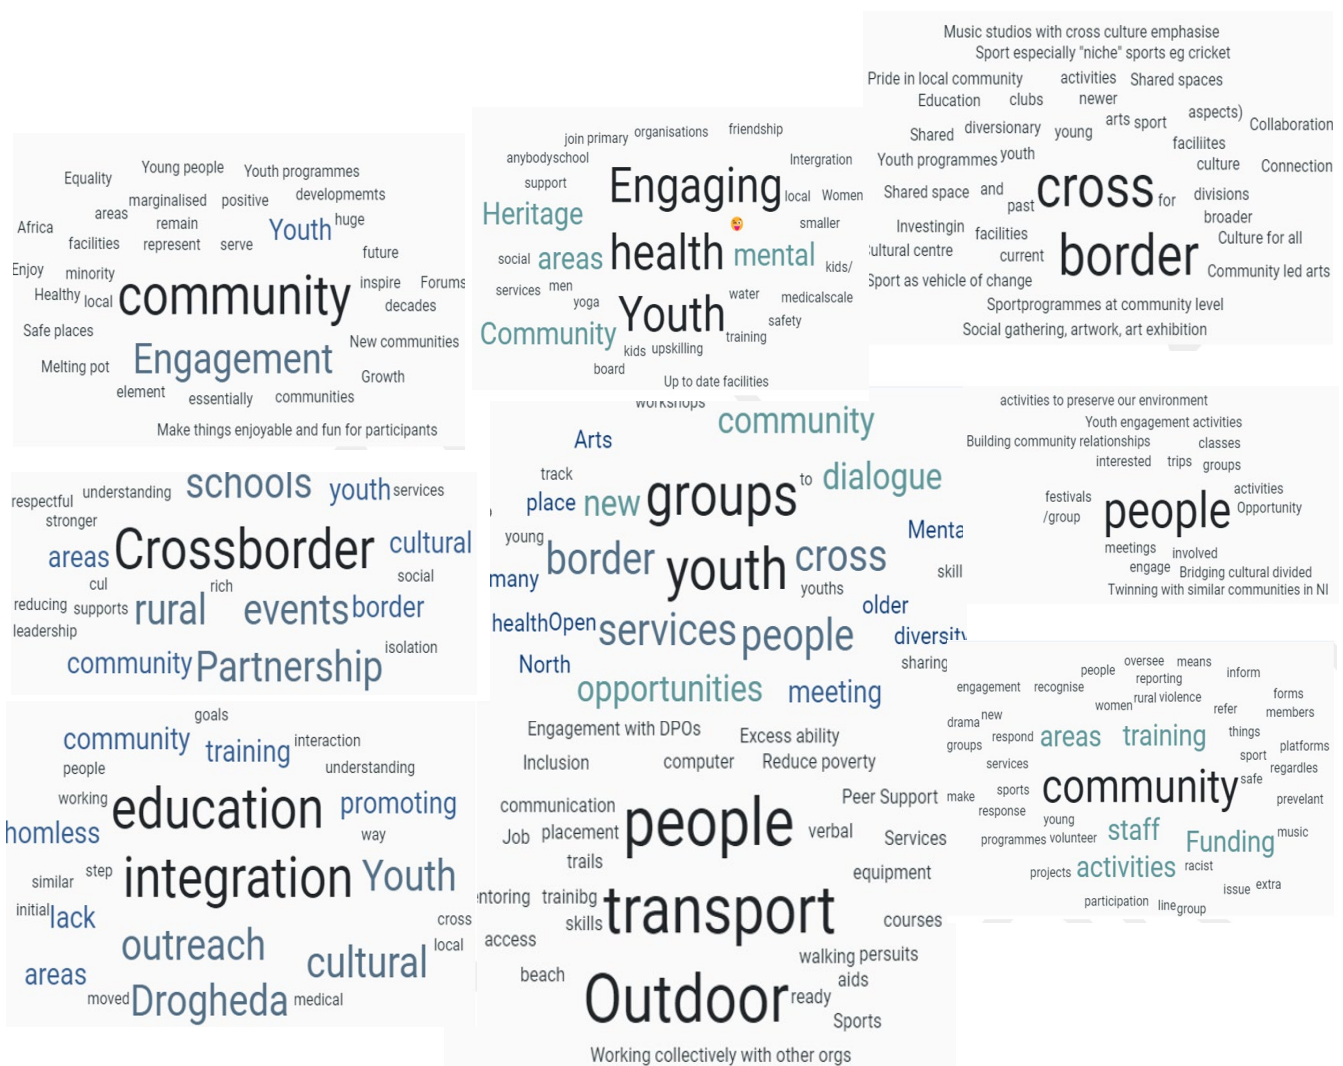 Young people
Youth programmes
Equality
marginalised positive developmemts
areas remain Youth huge
Africa
facilities represent serve
future
Enjoy minority
inspire Forums
Healthy local community decades
Safe places
New communities
Melting pot Engagement
Growth
element essentially communities
Make things enjoyable and fun for participants
join primary organisations friendship
anybodyschool Intergration
support Engaging local Women
Heritage smaller
social areas health mental kids/
services men water medicalscale
yoga Youth safety
Community training
kids upskilling
board
Up to date facilities
Music studios with cross culture emphasise
Sport especially "niche" sports eg cricket
Pride in local community activities Shared spaces
Education clubs newer
arts sport aspects) Collaboration
Shared diversionary young
faciliites
Youth programmes youth culture Connection
Shared space and past cross for divisions
broader
Investingin facilities Culture for all
ultural centre current border Community led arts
Sport as vehicle of change
Sportprogrammes at community level
Social gathering, artwork, art exhibition
schools youth services
respectful understanding
stronger
areas Crossborder cultural
cul rich social
reducing supports rural events border
leadership
isolation
community Partnership
workshops community
Arts
track groups to dialogue
place new
young border youth cross Menta
many youths skill
older
healthOpen services people diversity
North sharing
opportunities meeting
activities to preserve our environment
Youth engagement activities
Building community relationships classes
interested trips groups
festivals people activities
/group Opportunity
meetings involved
engage Bridging cultural divided
Twinning with similar communities in NI
goals
community training interaction
people understanding
working education promoting
homless way
similar step integration Youth
initial lack
cross
outreach local
areas cultural
moved Drogheda medical
Engagement with DPOs Excess ability
Inclusion computer Reduce poverty
communication Peer Support
Job placement people verbal Services
trails equipment
entoring trainibg transport
skills courses
access walking persuits
beach aids
Outdoor ready
Sports
Working collectively with other orgs
people oversee means
reporting inform
engagement recognise
women rural violence forms
new refer members
drama
groups respond areas training things platforms
services sport regardles
make sports community safe prevelant
response
young staff music
programmes volunteer Funding
projects activities racist
issue extra
participation line group